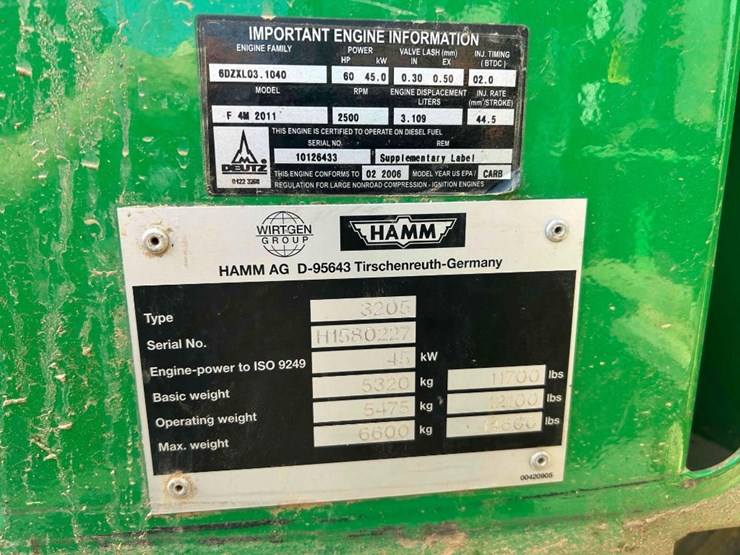 IMPORTANT ENGINE INFORMATION
ENGINE FAMILY POWER VALVE LASH (mm) INJ. TIMING
HP kW IN EX (BTDC)
6DZXL03.1040 60 45.0 0.30 0.50 02.0
MODEL RPM ENGINE DISPLACEMENT INJ. RATE
LITERS (mm³/STROKE)
F 4M 2011 2500 3.109 44.5
THIS ENGINE IS CERTIFIED TO OPERATE ON DIESEL FUEL
SERIAL NO. REM
10126433 Supplementary Label
DEUTZ THIS ENGINE CONFORMS TO 02 2006 MODEL YEAR US EPA / CARB
0122 3268 REGULATION FOR LARGE NONROAD COMPRESSION - IGNITION ENGINES
WIRTGEN
GROUP
HAMM
HAMM AG D-95643 Tirschenreuth-Germany
Type 3205
Serial No. H1580227
Engine-power to ISO 9249 45 kW
Basic weight 5320 kg 11700 lbs
Operating weight 5475 kg 12100 lbs
Max. weight 6600 kg 14600 lbs
00420905